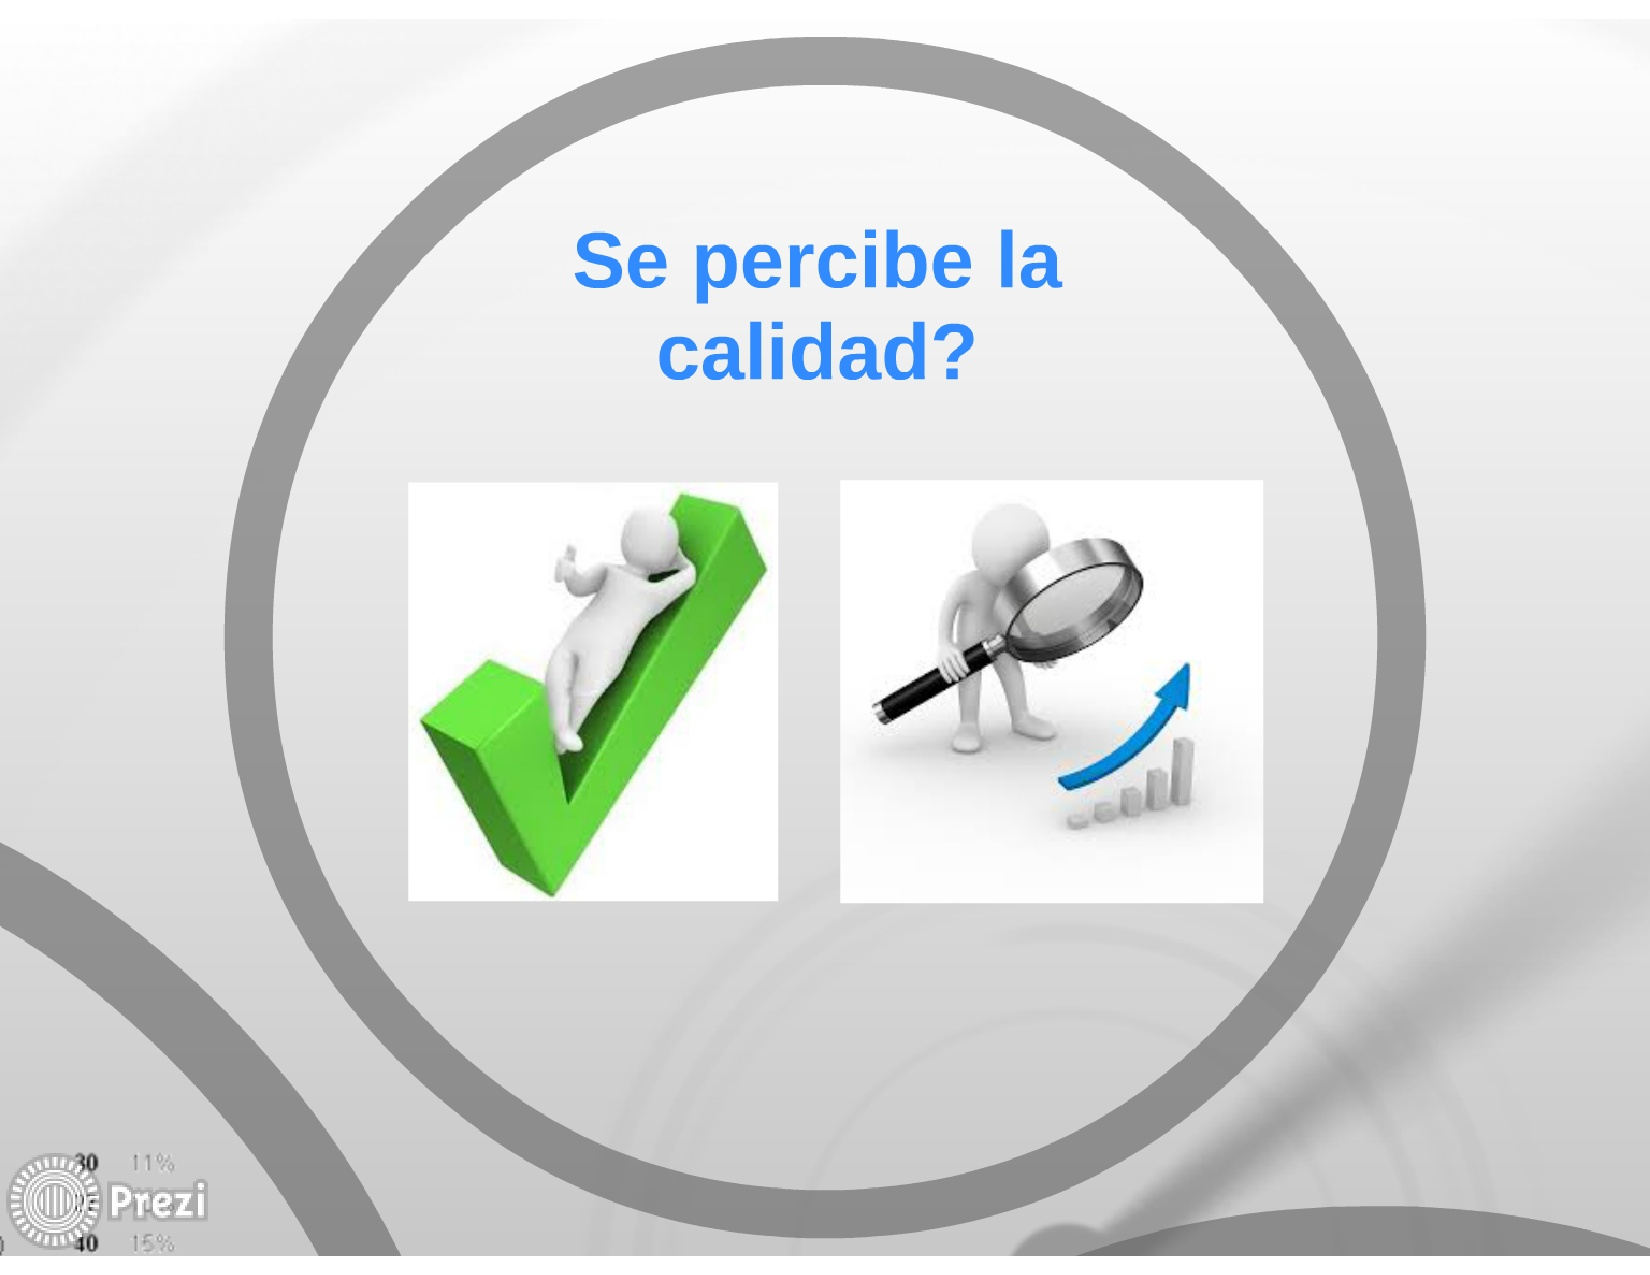 Se percibe la
calidad?
30 11%
40 15%
Prezi